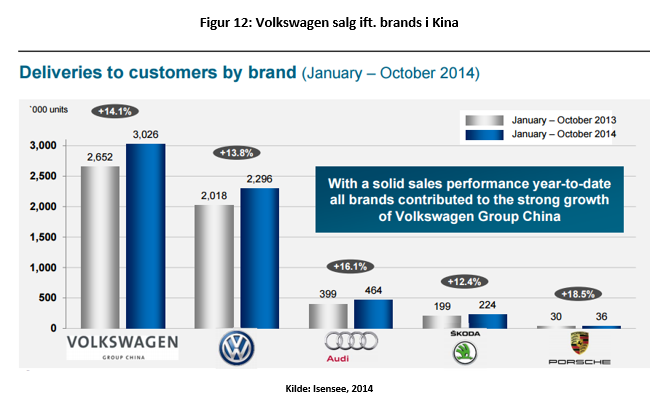 Figur 12: Volkswagen salg ift. brands i Kina
Deliveries to customers by brand (January – October 2014)
`000 units
January – October 2013
January – October 2014
+14.1%
+13.8%
+16.1%
+12.4%
+18.5%
With a solid sales performance year-to-date
all brands contributed to the strong growth
of Volkswagen Group China
3,000
2,500
2,000
1,500
1,000
500
0
2,652
3,026
2,018
2,296
399
464
199
224
30
36
VOLKSWAGEN
GROUP CHINA
Audi
ŠKODA
PORSCHE
Kilde: Isensee, 2014